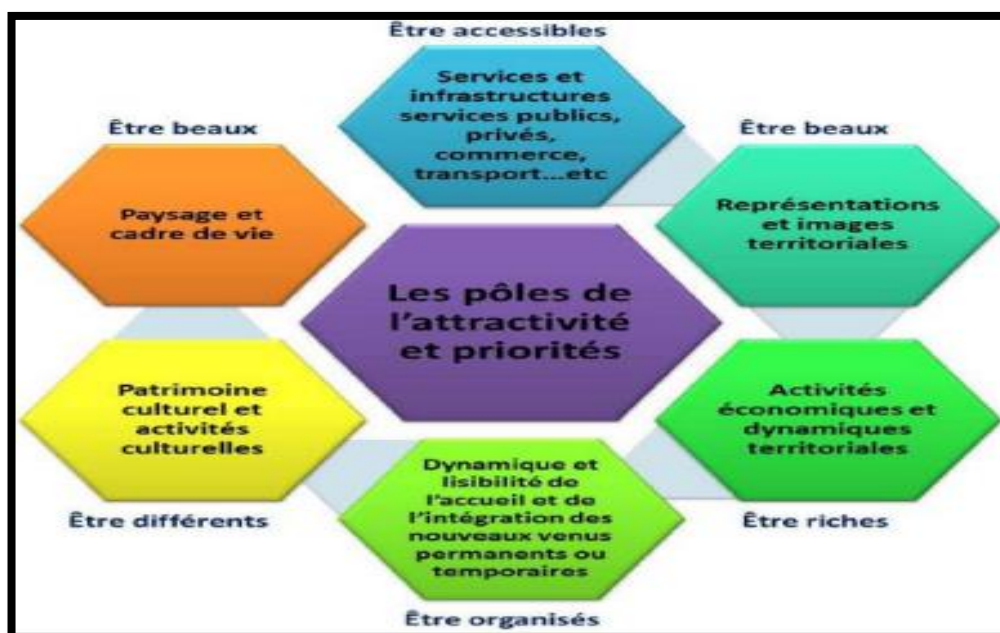 Être accessibles
Services et
infrastructures
services publics,
privés,
commerce,
transport...etc
Être beaux
Paysage et
cadre de vie
Être beaux
Représentations
et images
territoriales
Les pôles de
l'attractivité
et priorités
Patrimoine
culturel et
activités
culturelles
Être différents
Activités
économiques et
dynamiques
territoriales
Être riches
Dynamique et
lisibilité de
l'accueil et de
l'intégration des
nouveaux venus
permanents ou
temporaires
Être organisés